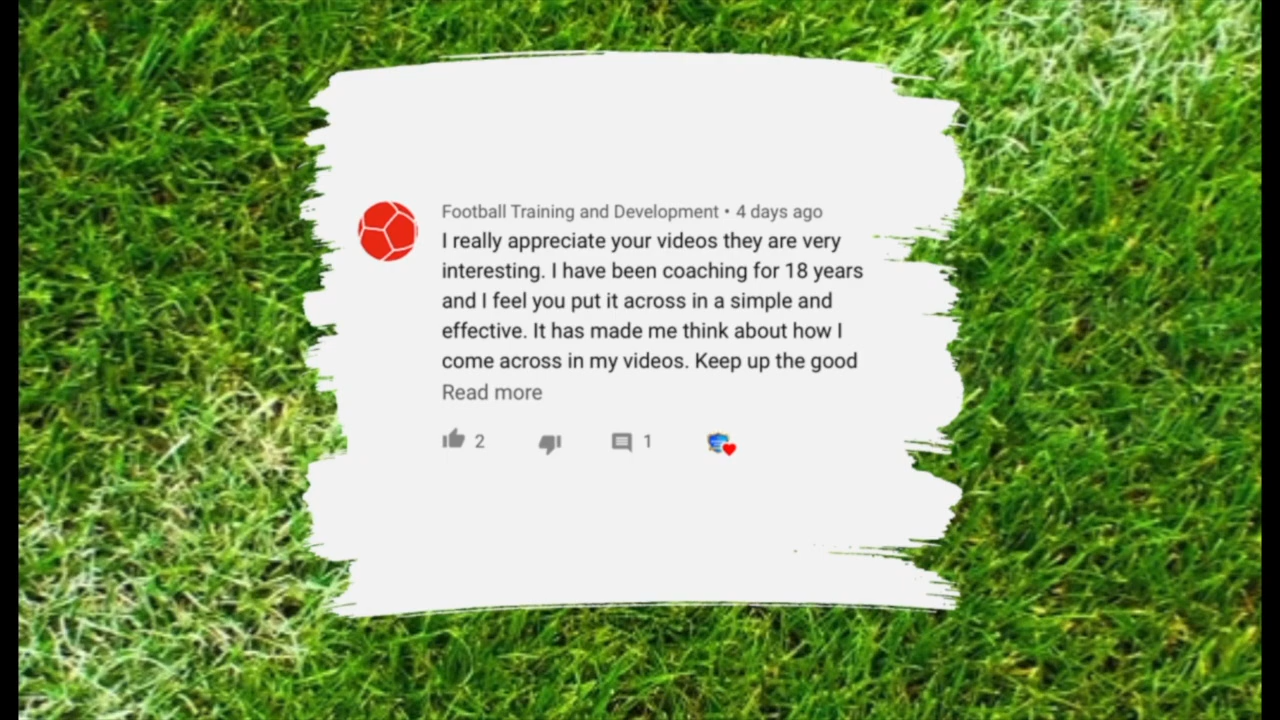 Football Training and Development • 4 days ago
I really appreciate your videos they are very
interesting. I have been coaching for 18 years
and I feel you put it across in a simple and
effective. It has made me think about how I
come across in my videos. Keep up the good
Read more
2 1